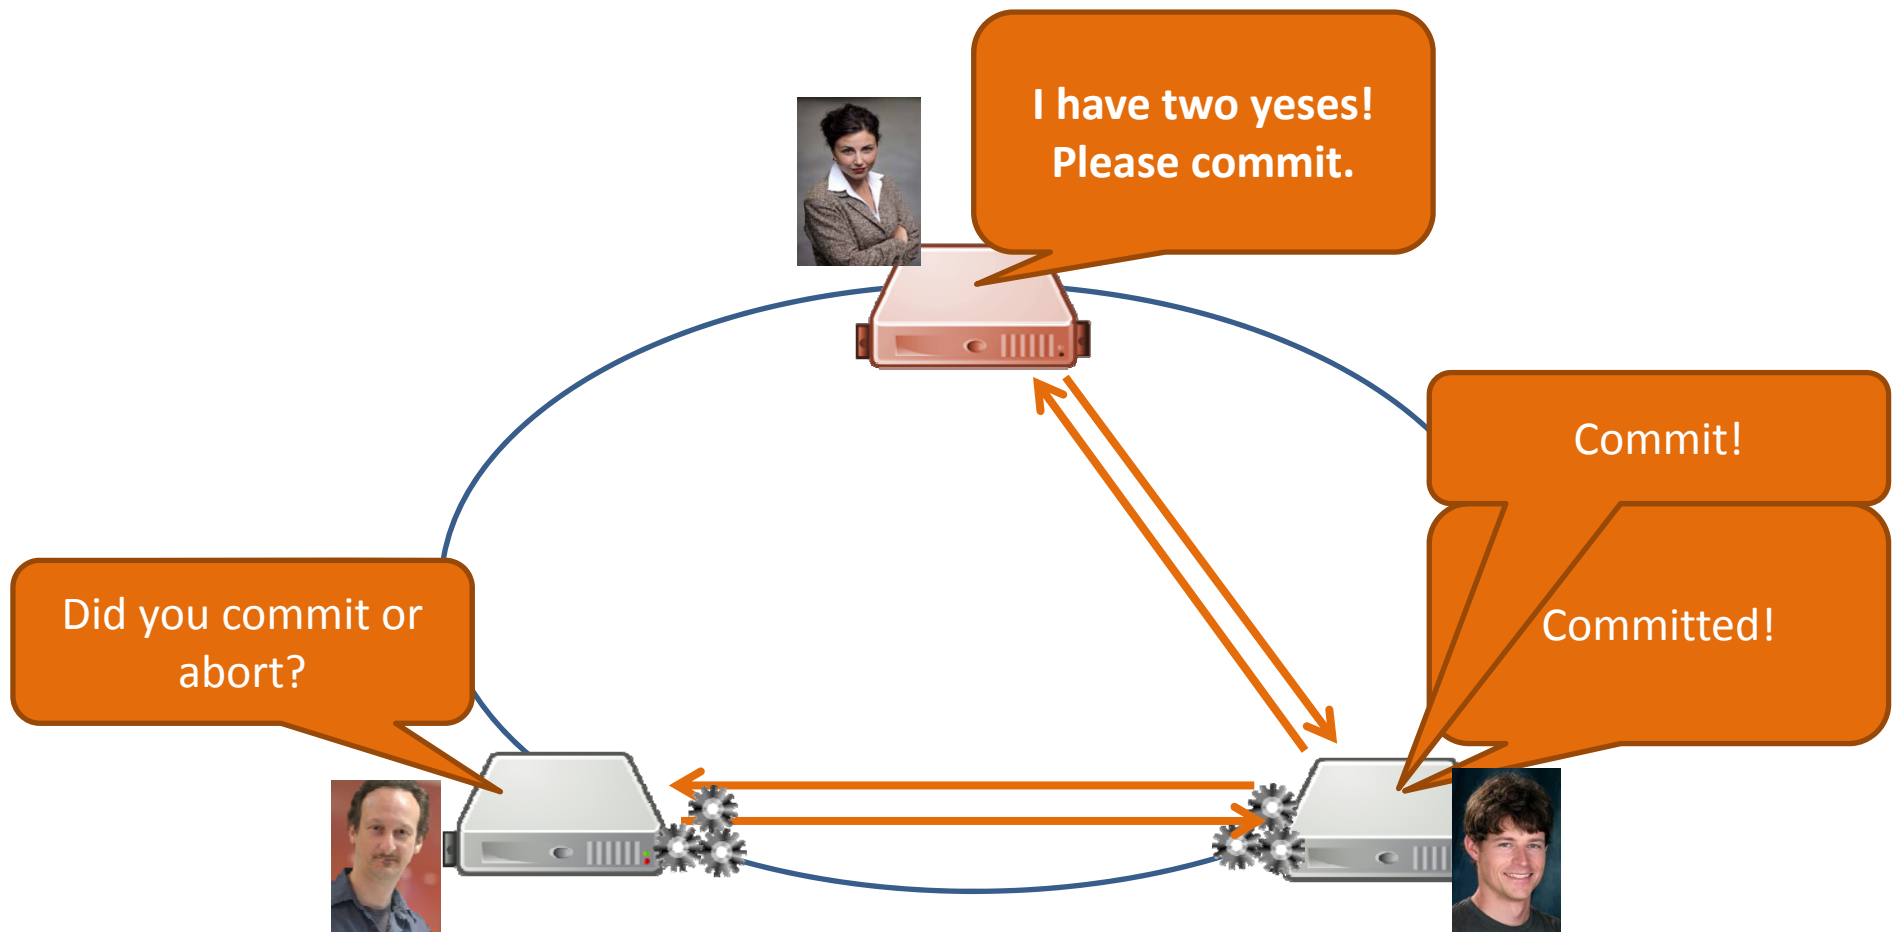 I have two yeses!
Please commit.
Commit!
Did you commit or
abort?
Committed!